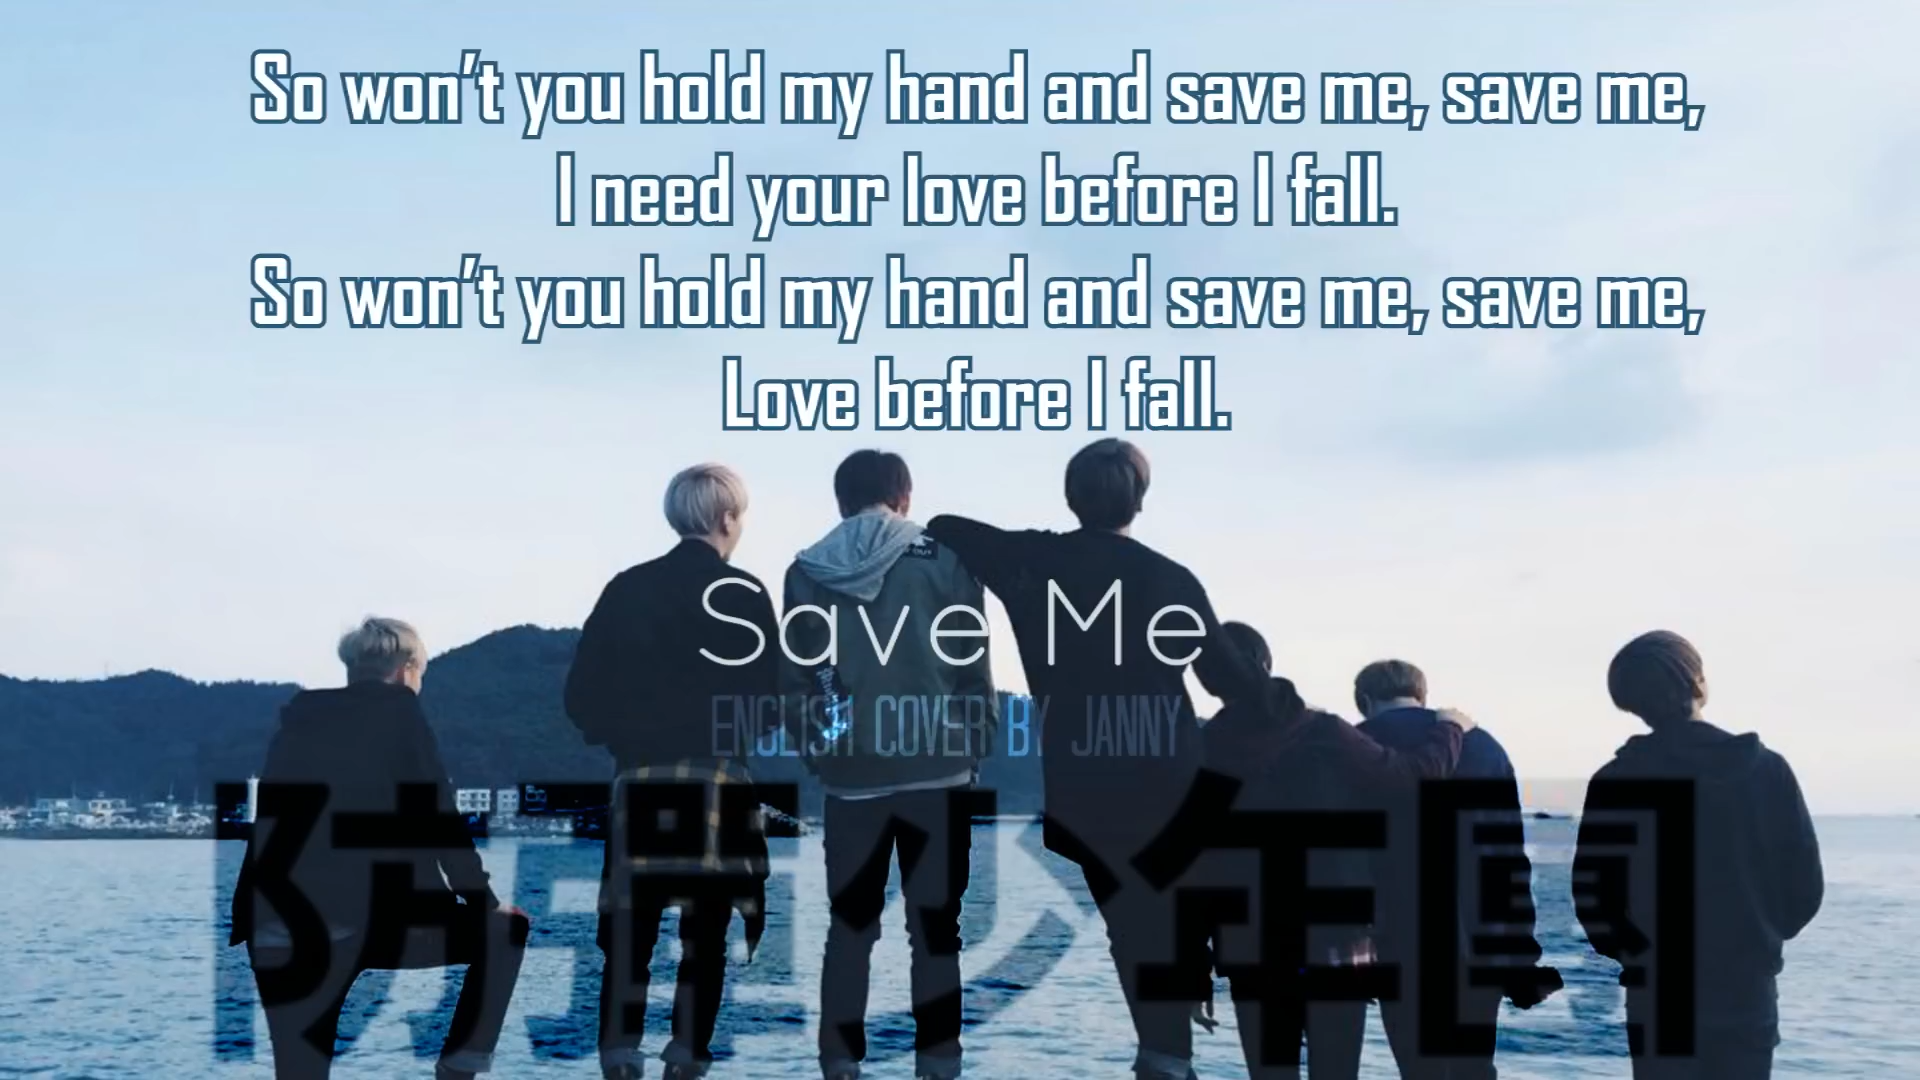 So won't you hold my hand and save me, save me,
I need your love before I fall.
So won't you hold my hand and save me, save me,
Love before I fall.
Save Me
ENGLISH COVER BY JANNY
防彈少年團